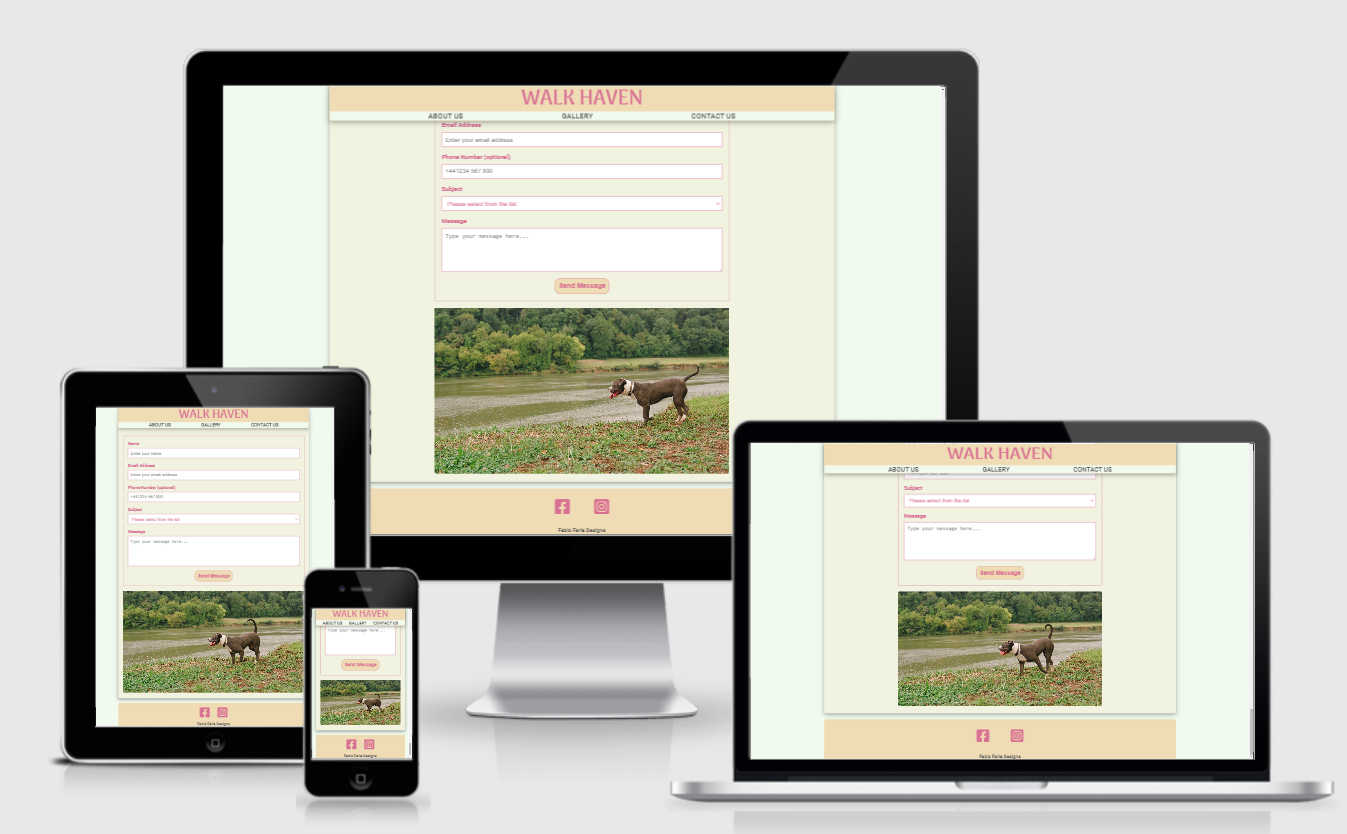 WALK HAVEN
ABOUT US GALLERY CONTACT US
Email Address
Enter your email address
Phone Number (optional)
+441234 567 890
Subject
Please select from the list
Message
Type your message here...
Send Message
Fabio Faria Designs
WALK HAVEN
ABOUT US GALLERY CONTACT US
Name
Enter your name
Email Address
Enter your email address
Phone Number (optional)
+441234 567 890
Subject
Please select from the list
Message
Type your message here...
Send Message
Fabio Faria Designs
WALK HAVEN
ABOUT US GALLERY CONTACT US
Type your message here...
Send Message
Fabio Faria Designs
WALK HAVEN
ABOUT US GALLERY CONTACT US
Subject
Please select from the list
Message
Type your message here...
Send Message
Fabio Faria Designs